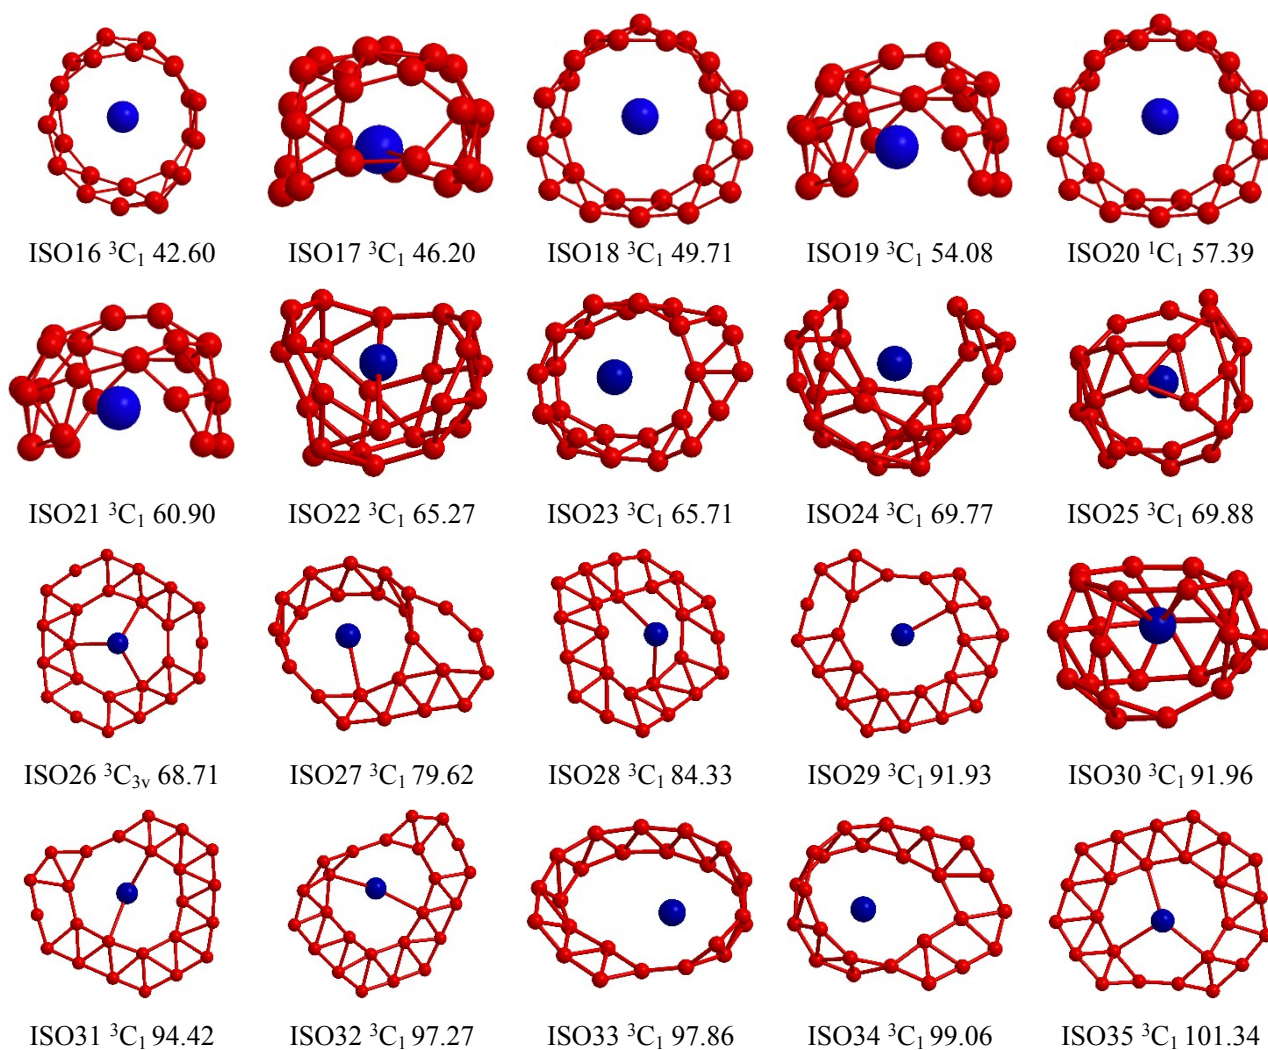 ISO16 ³C₁ 42.60 ISO17 ³C₁ 46.20 ISO18 ³C₁ 49.71 ISO19 ³C₁ 54.08 ISO20 ¹C₁ 57.39
ISO21 ³C₁ 60.90 ISO22 ³C₁ 65.27 ISO23 ³C₁ 65.71 ISO24 ³C₁ 69.77 ISO25 ³C₁ 69.88
ISO26 ³C₃ᵥ 68.71 ISO27 ³C₁ 79.62 ISO28 ³C₁ 84.33 ISO29 ³C₁ 91.93 ISO30 ³C₁ 91.96
ISO31 ³C₁ 94.42 ISO32 ³C₁ 97.27 ISO33 ³C₁ 97.86 ISO34 ³C₁ 99.06 ISO35 ³C₁ 101.34